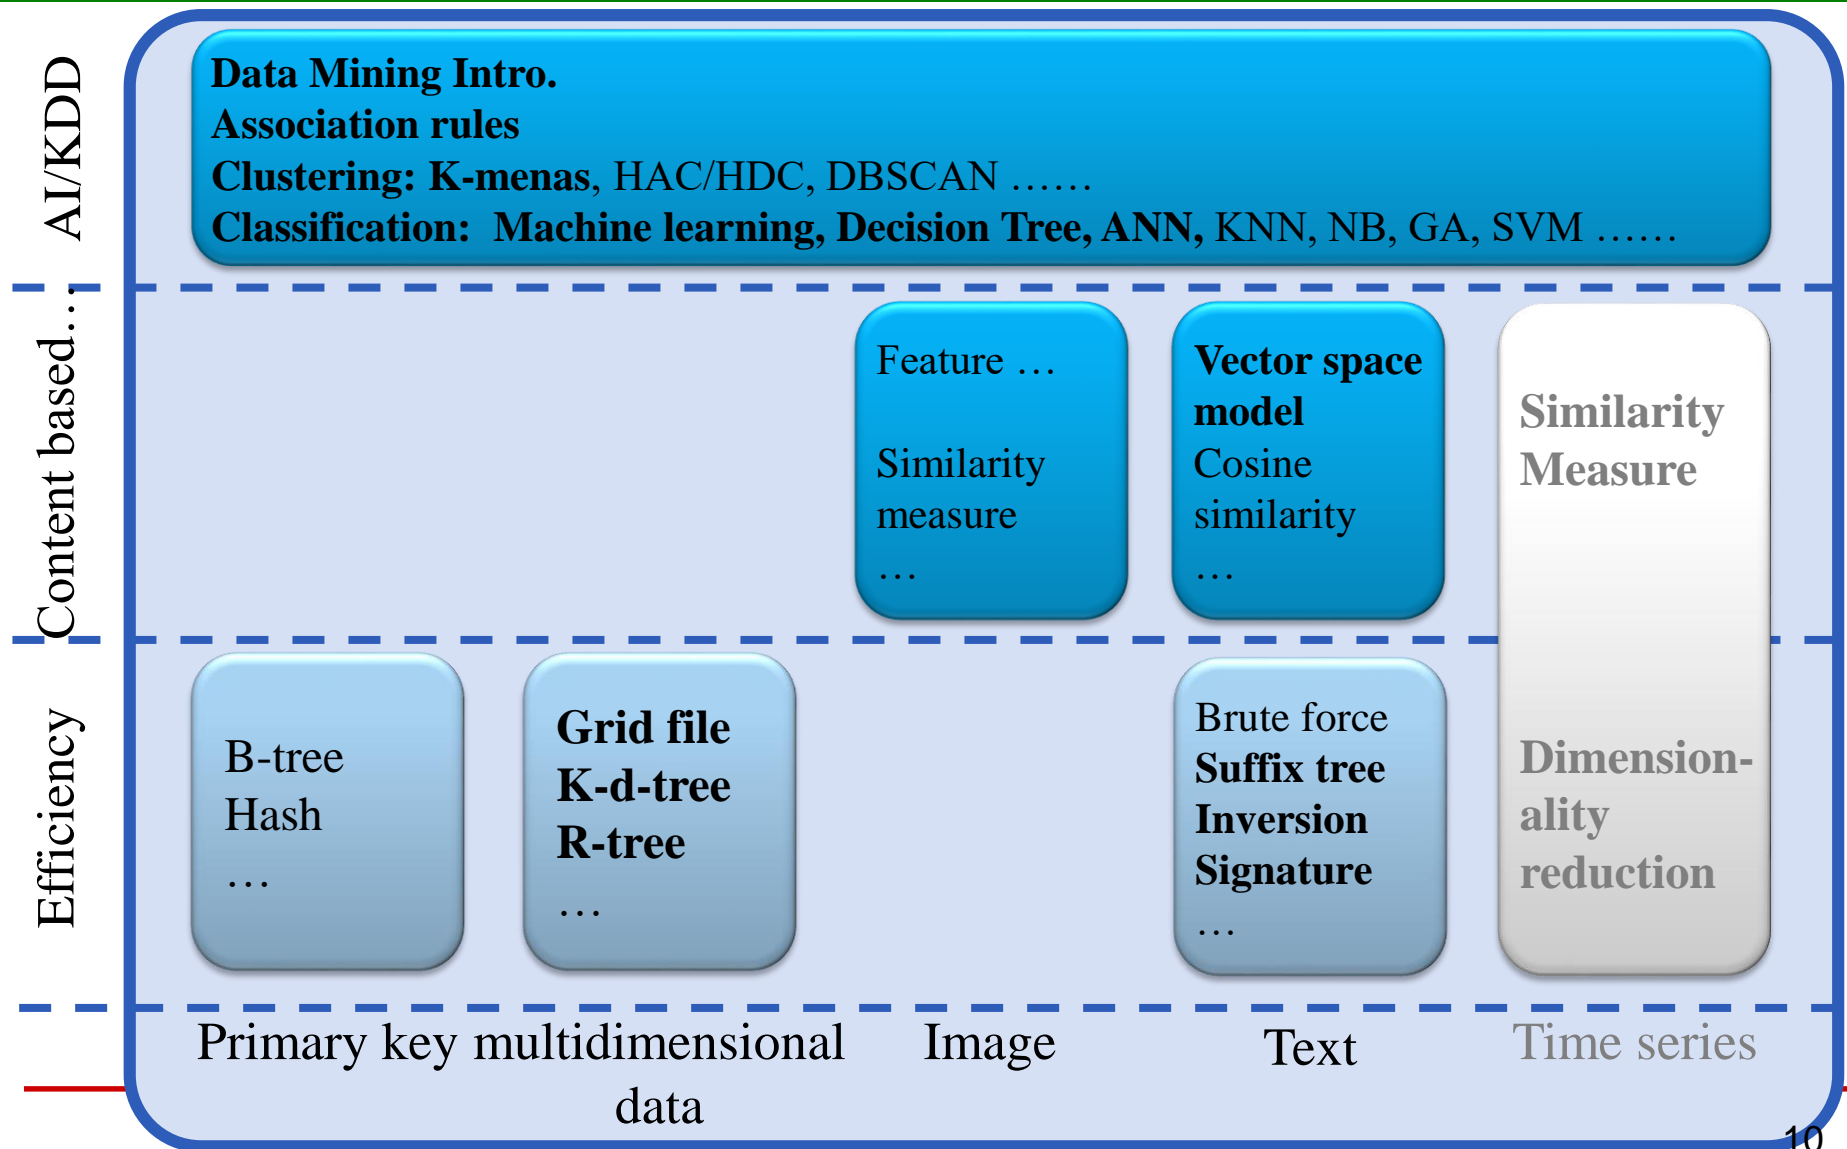 AI/KDD
Data Mining Intro.
Association rules
Clustering: K-menas, HAC/HDC, DBSCAN ……
Classification:  Machine learning, Decision Tree, ANN, KNN, NB, GA, SVM ……
Content based…
Feature …
Similarity
measure
…
Vector space
model
Cosine
similarity
…
Similarity
Measure
Efficiency
B-tree
Hash
…
Grid file
K-d-tree
R-tree
…
Brute force
Suffix tree
Inversion
Signature
…
Dimension-
ality
reduction
Primary key
multidimensional
data
Image
Text
Time series
10